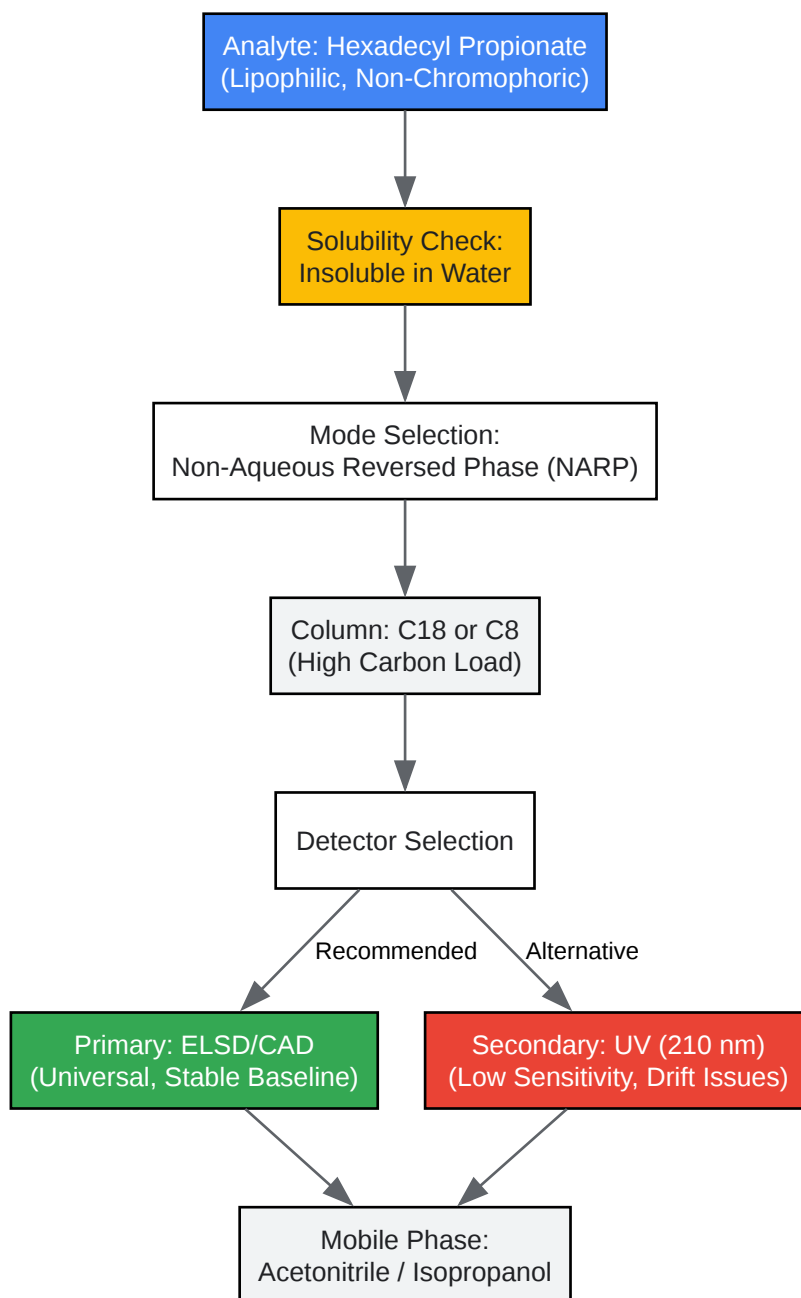 Analyte: Hexadecyl Propionate
(Lipophilic, Non-Chromophoric)
Solubility Check:
Insoluble in Water
Mode Selection:
Non-Aqueous Reversed Phase (NARP)
Column: C18 or C8
(High Carbon Load)
Detector Selection
Recommended
Alternative
Primary: ELSD/CAD
(Universal, Stable Baseline)
Secondary: UV (210 nm)
(Low Sensitivity, Drift Issues)
Mobile Phase:
Acetonitrile / Isopropanol